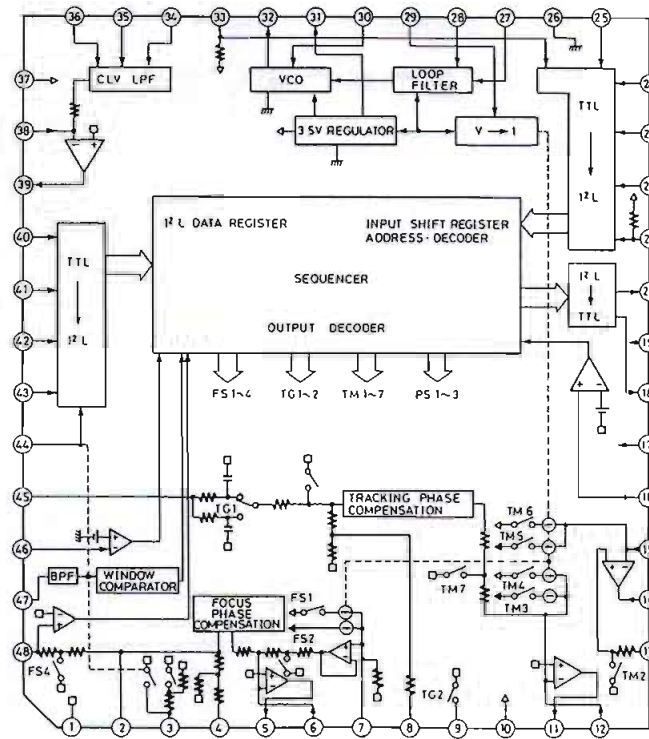 36 35 34 33 32 31 30 29 28 27 26 25
37
CLV LPF
VCO
LOOP
FILTER
TTL
I²L
38
3.5V REGULATOR
V → I
39
I²L DATA REGISTER
INPUT SHIFT REGISTER
ADDRESS·DECODER
SEQUENCER
OUTPUT DECODER
40
TTL
I²L
41
42
43
I²L
TTL
18
FS1~4
TG1~2
TM1~7
PS1~3
44
45
TG1
TRACKING PHASE
COMPENSATION
TM6
TM5
46
47
BPF
WINDOW
COMPARATOR
TM7
TM4
TM3
FOCUS
PHASE
COMPENSATION
FS1
FS2
48
FS4
TG2
TM2
1 2 3 4 5 6 7 8 9 10 11 12